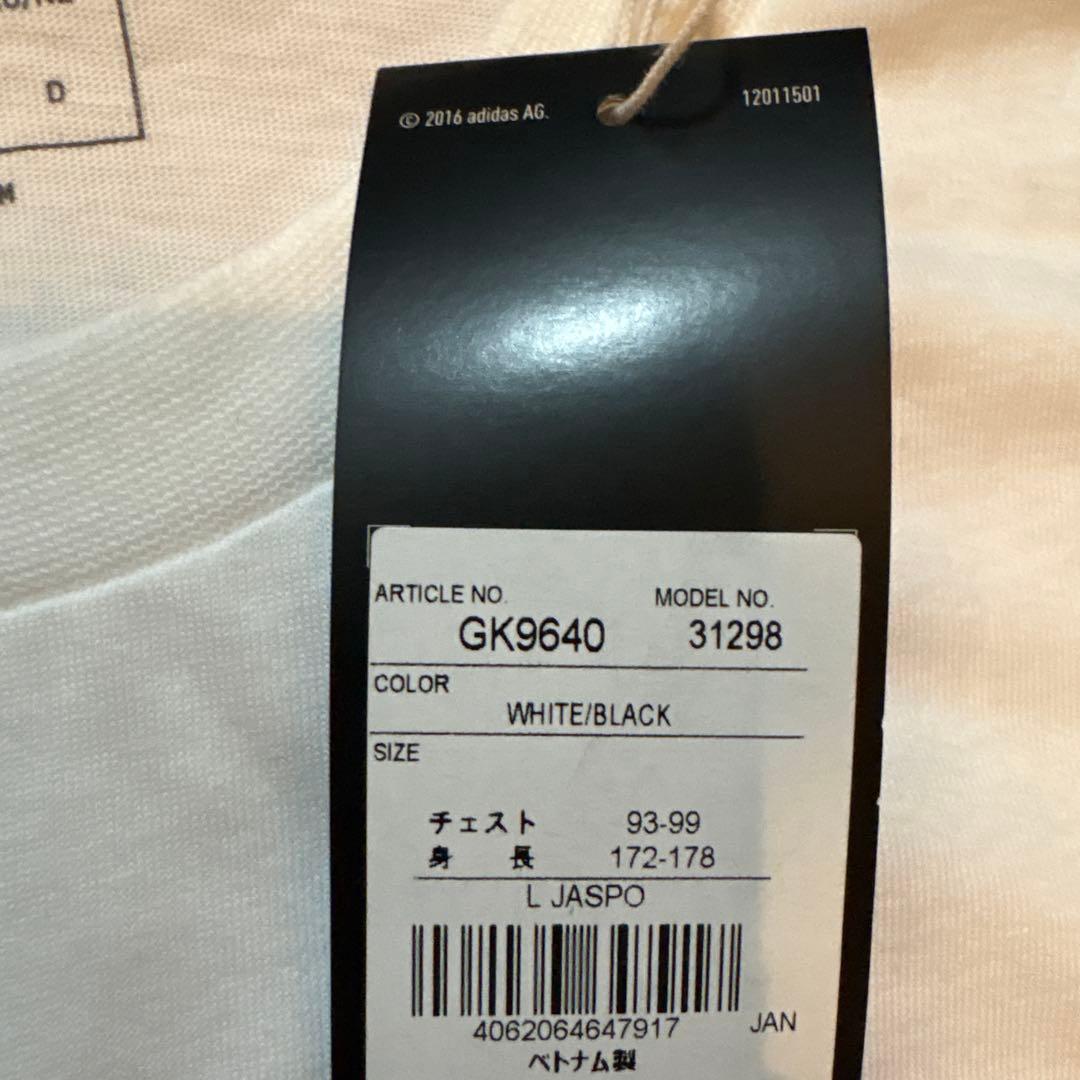 D
M
© 2016 adidas AG.
12011501
ARTICLE NO. MODEL NO.
GK9640 31298
COLOR
WHITE/BLACK
SIZE
チェスト 93-99
身 長 172-178
L JASPO
4062064647917 JAN
ベトナム製